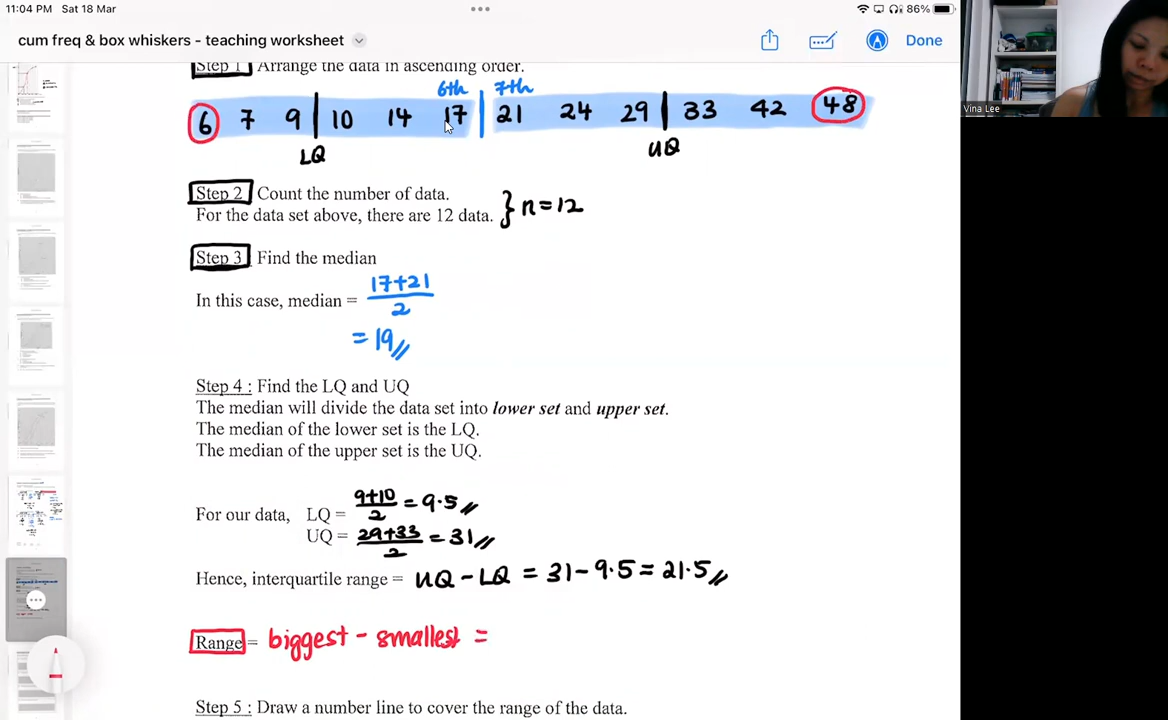 11:04 PM Sat 18 Mar
86%
cum freq & box whiskers - teaching worksheet
Done
Vina Lee
Step 1 Arrange the data in ascending order.
6th 7th
6 7 9 10 14 17 21 24 29 33 42 48
LQ UQ
Step 2 Count the number of data.
For the data set above, there are 12 data. } n=12
Step 3 Find the median
In this case, median = 17+21/2
= 19//
Step 4 : Find the LQ and UQ
The median will divide the data set into lower set and upper set.
The median of the lower set is the LQ.
The median of the upper set is the UQ.
For our data, LQ = 9+10/2 = 9.5//
UQ = 29+33/2 = 31//
Hence, interquartile range = UQ - LQ = 31 - 9.5 = 21.5//
Range = biggest - smallest =
Step 5 : Draw a number line to cover the range of the data.